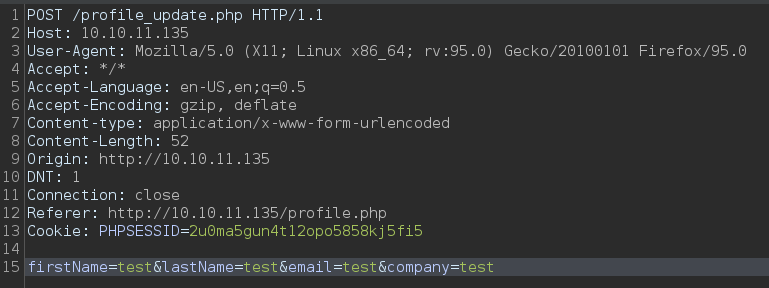 1 POST /profile_update.php HTTP/1.1
2 Host: 10.10.11.135
3 User-Agent: Mozilla/5.0 (X11; Linux x86_64; rv:95.0) Gecko/20100101 Firefox/95.0
4 Accept: */*
5 Accept-Language: en-US,en;q=0.5
6 Accept-Encoding: gzip, deflate
7 Content-type: application/x-www-form-urlencoded
8 Content-Length: 52
9 Origin: http://10.10.11.135
10 DNT: 1
11 Connection: close
12 Referer: http://10.10.11.135/profile.php
13 Cookie: PHPSESSID=2u0ma5gun4t12opo5858kj5fi5
14
15 firstName=test&lastName=test&email=test&company=test